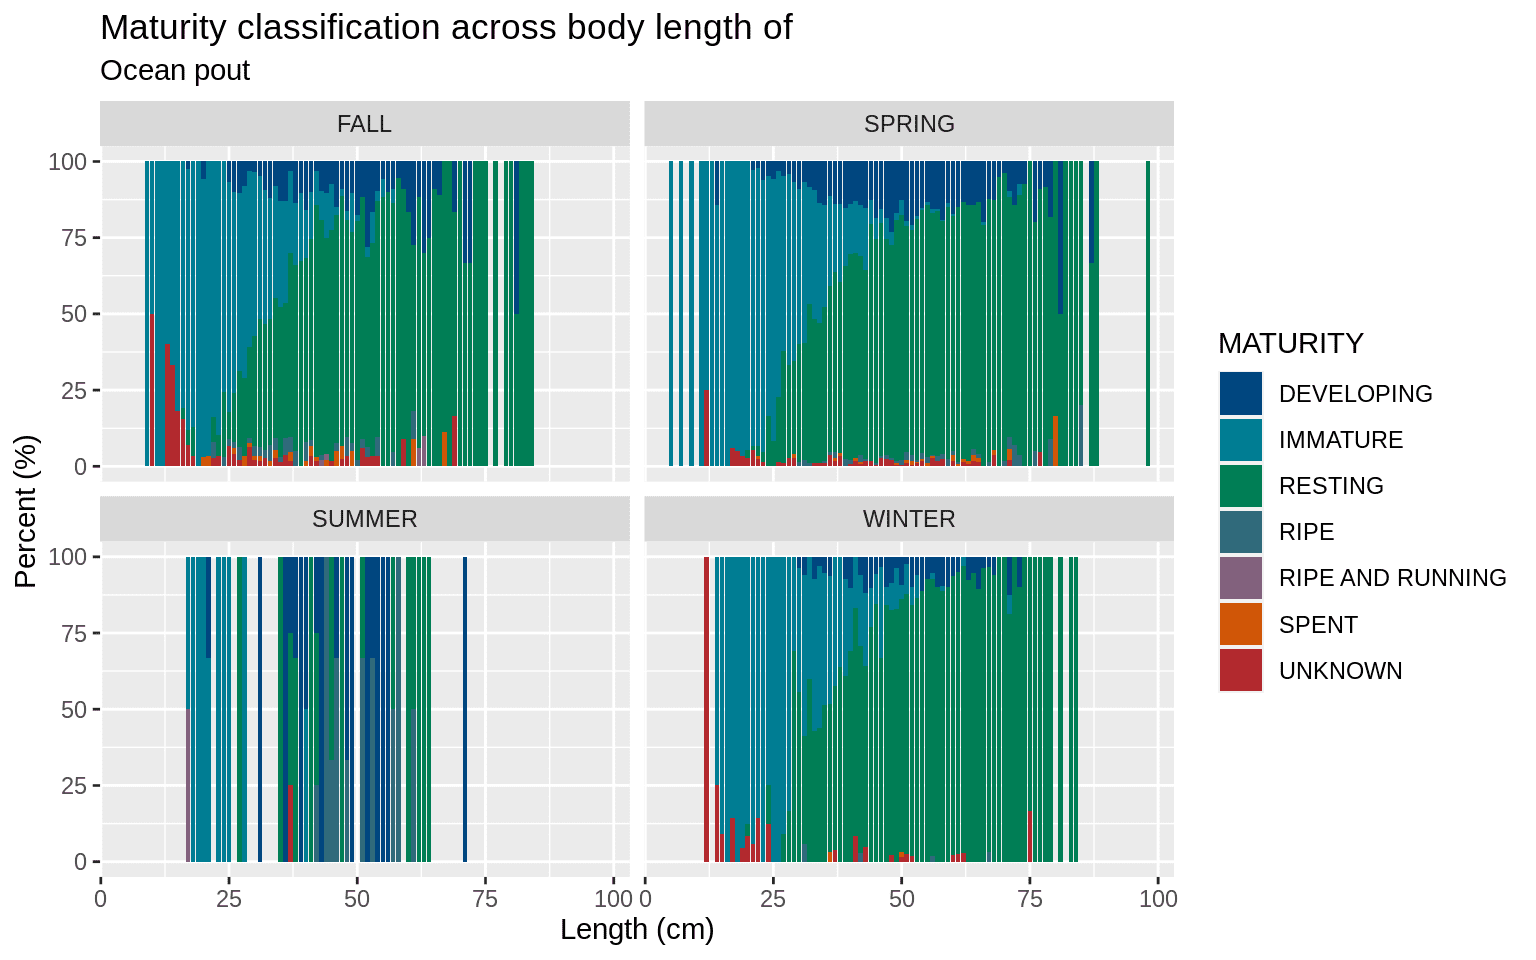 Maturity classification across body length of
Ocean pout
FALL
SPRING
100
75
50
25
0
SUMMER
WINTER
100
75
50
25
0
0 25 50 75 100
0 25 50 75 100
Length (cm)
Percent (%)
MATURITY
DEVELOPING
IMMATURE
RESTING
RIPE
RIPE AND RUNNING
SPENT
UNKNOWN